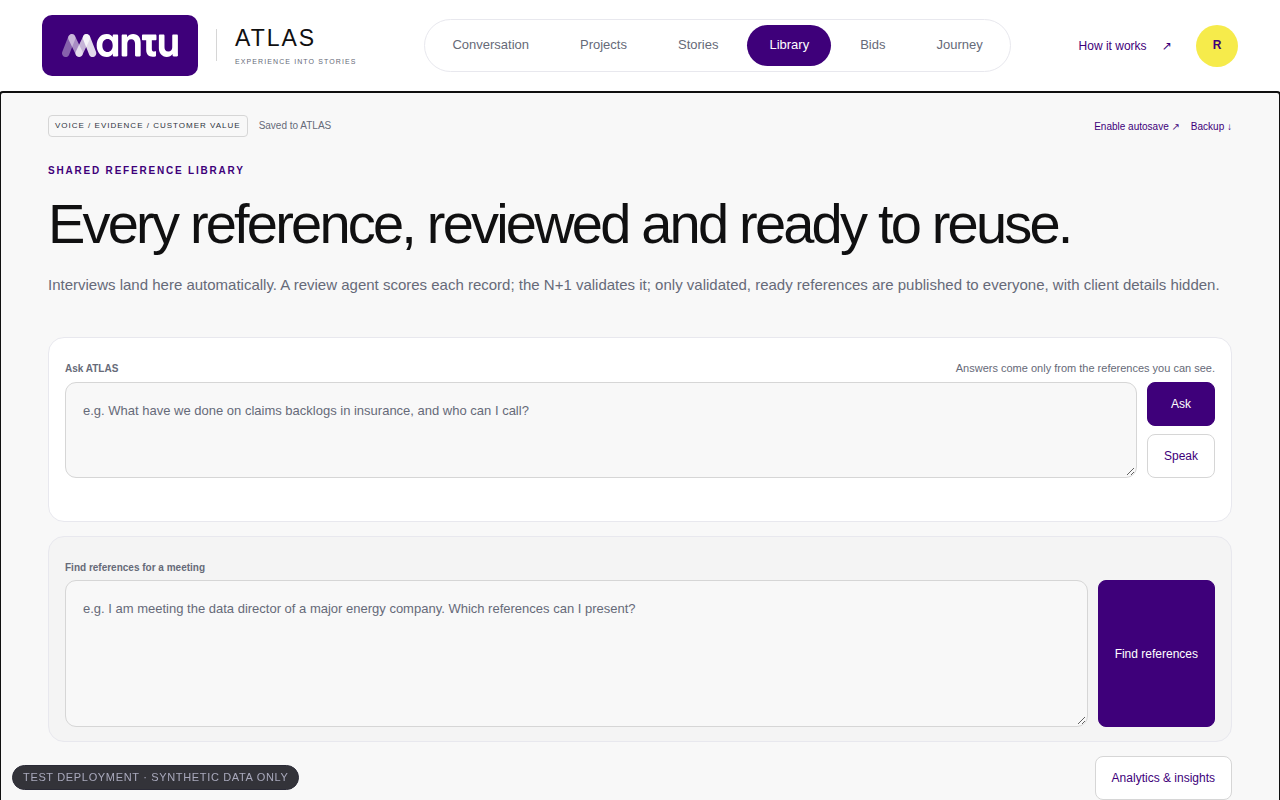 mantu
ATLAS
EXPERIENCE INTO STORIES
Conversation
Projects
Stories
Library
Bids
Journey
How it works ↗
R
VOICE / EVIDENCE / CUSTOMER VALUE
Saved to ATLAS
Enable autosave ↗
Backup ↓
SHARED REFERENCE LIBRARY
Every reference, reviewed and ready to reuse.
Interviews land here automatically. A review agent scores each record; the N+1 validates it; only validated, ready references are published to everyone, with client details hidden.
Ask ATLAS
Answers come only from the references you can see.
e.g. What have we done on claims backlogs in insurance, and who can I call?
Ask
Speak
Find references for a meeting
e.g. I am meeting the data director of a major energy company. Which references can I present?
Find references
TEST DEPLOYMENT · SYNTHETIC DATA ONLY
Analytics & insights